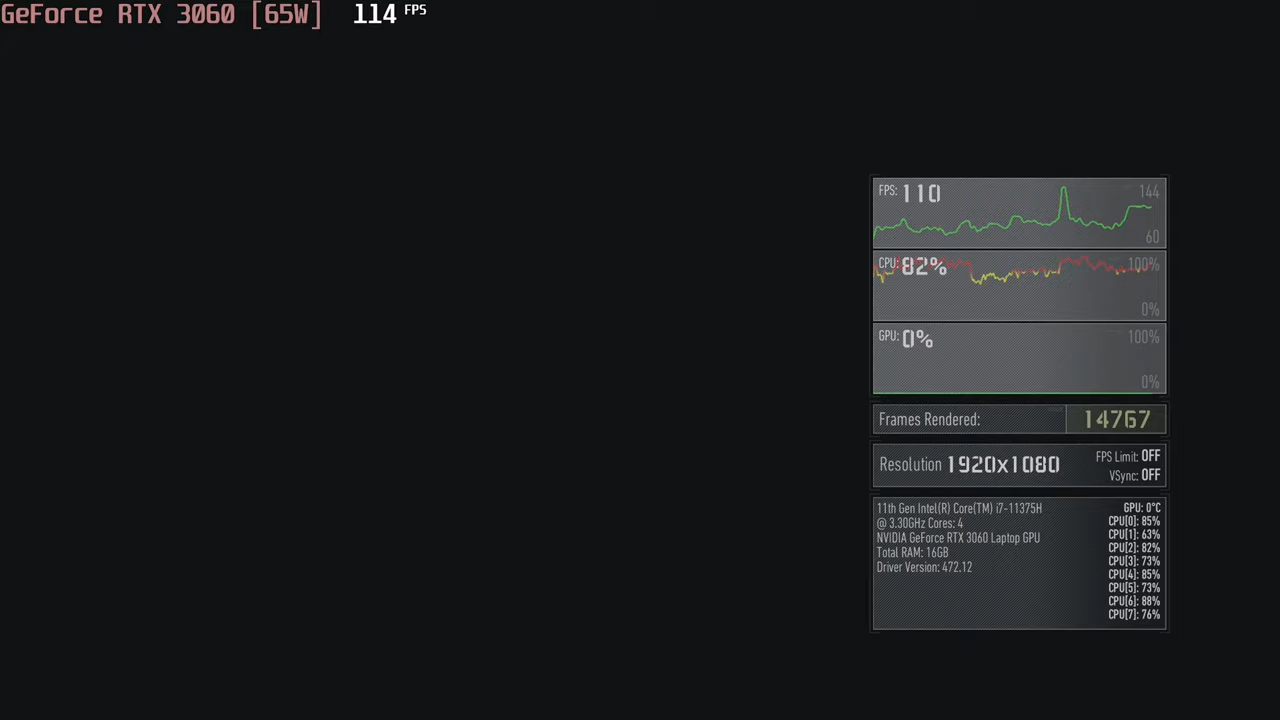 GeForce RTX 3060 [65W] 114 FPS
FPS: 110 144
60
CPU: 82% 100%
0%
GPU: 0% 100%
0%
Frames Rendered: 14767
Resolution 1920x1080 FPS Limit: OFF
VSync: OFF
11th Gen Intel(R) Core(TM) i7-11375H GPU: 0°C
@ 3.30GHz Cores: 4 CPU[0]: 85%
NVIDIA GeForce RTX 3060 Laptop GPU CPU[1]: 63%
Total RAM: 16GB CPU[2]: 82%
Driver Version: 472.12 CPU[3]: 73%
CPU[4]: 85%
CPU[5]: 73%
CPU[6]: 88%
CPU[7]: 76%